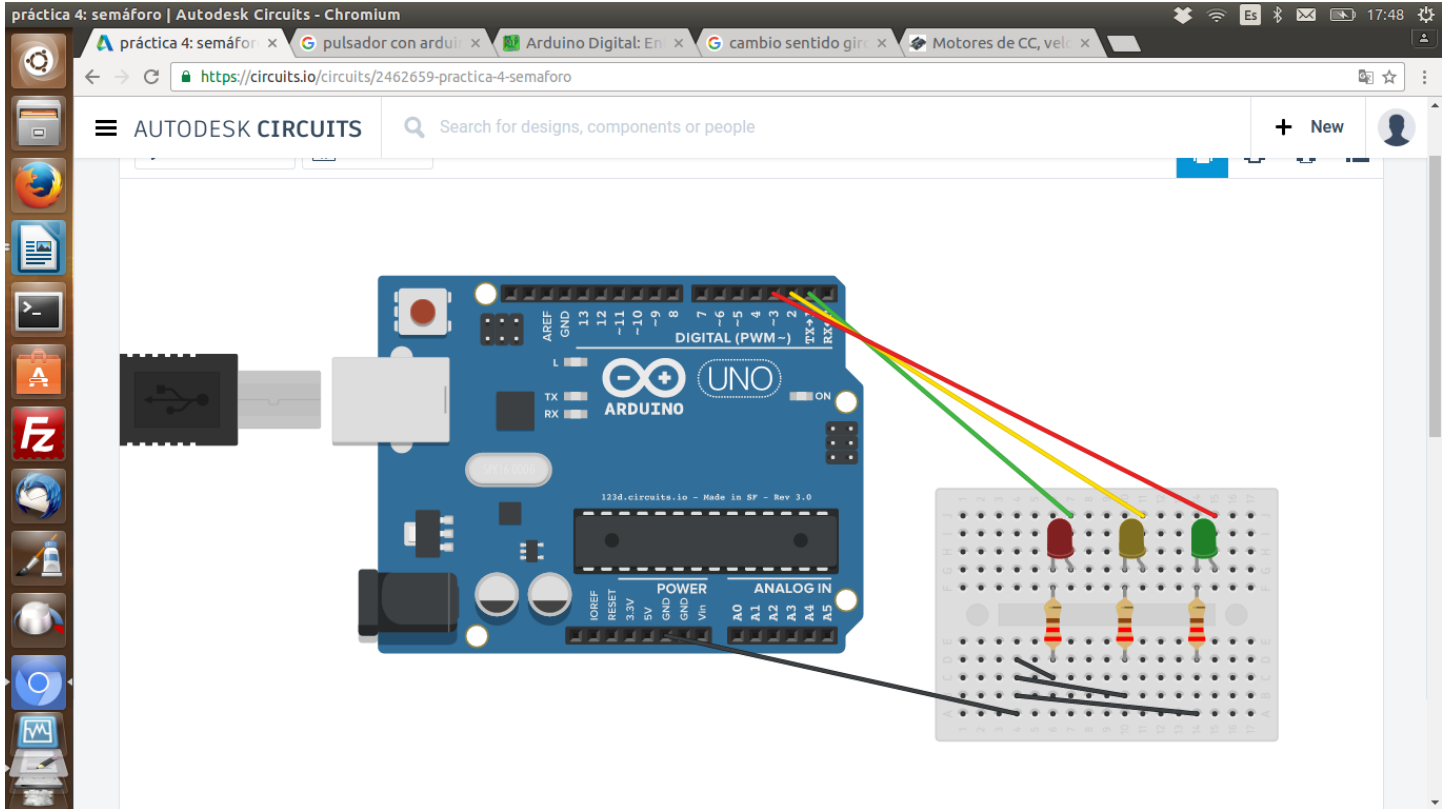 práctica 4: semáforo | Autodesk Circuits - Chromium
Es
17:48
práctica 4: semáfor
pulsador con ardui
Arduino Digital: En
cambio sentido giro
Motores de CC, velo
https://circuits.io/circuits/2462659-practica-4-semaforo
AUTODESK CIRCUITS
Search for designs, components or people
+ New
AREF
GND
13
12
~11
~10
~9
8
7
~6
~5
4
~3
2
TX→1
DIGITAL (PWM~)
L
TX
RX
ARDUINO
UNO
ON
123d.circuits.io - Made in SF - Rev 3.0
POWER
ANALOG IN
IOREF
RESET
3.3V
5V
GND
GND
Vin
A0
A1
A2
A3
A4
A5